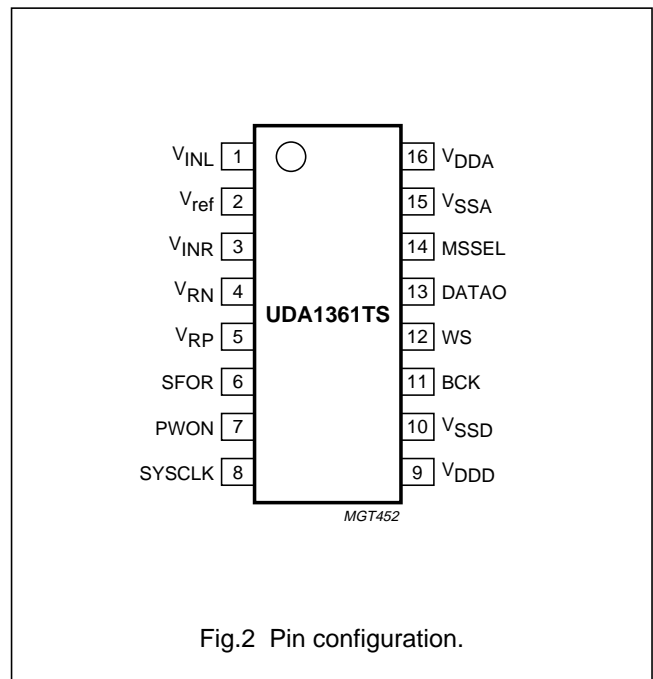 VINL 1
Vref 2
VINR 3
VRN 4
VRP 5
SFOR 6
PWON 7
SYSCLK 8
UDA1361TS
16 VDDA
15 VSSA
14 MSSEL
13 DATAO
12 WS
11 BCK
10 VSSD
9 VDDD
MGT452
Fig.2 Pin configuration.